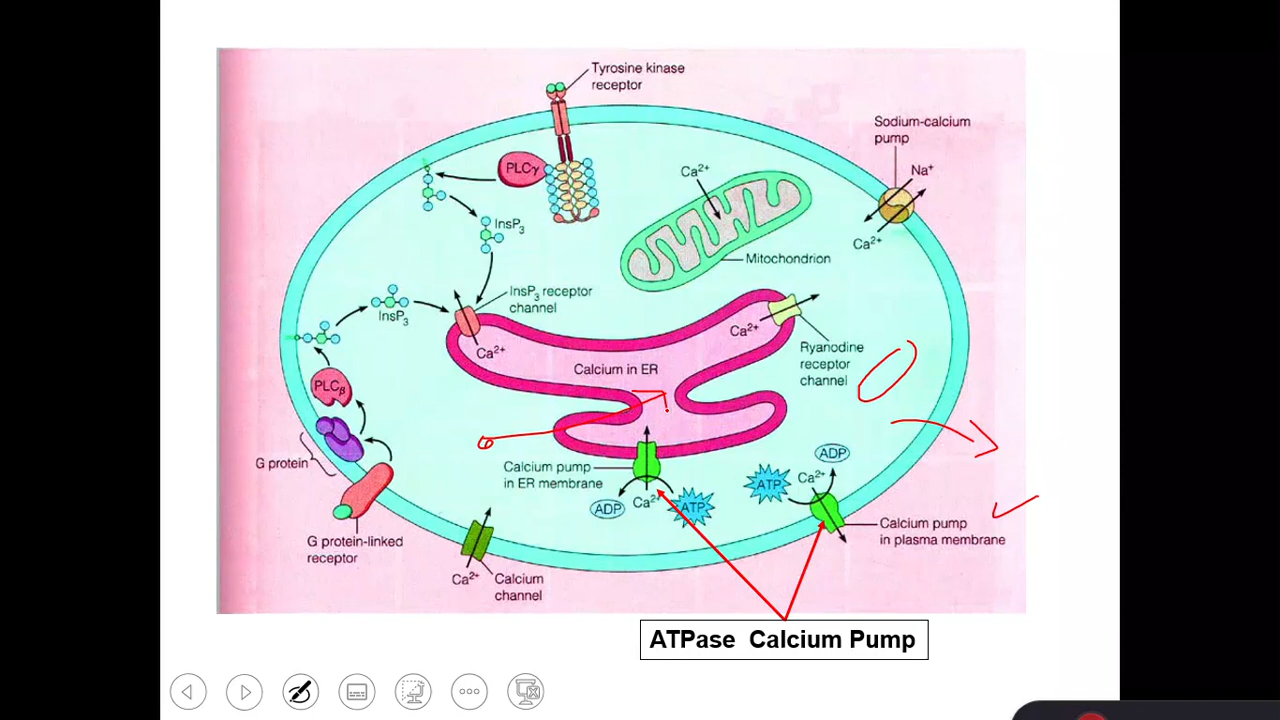 Tyrosine kinase
receptor
Sodium-calcium
pump
PLCγ
Ca²⁺
Na⁺
InsP₃
Ca²⁺
Mitochondrion
InsP₃ receptor
channel
InsP₃
Ca²⁺
Ca²⁺
Ryanodine
receptor
channel
Calcium in ER
PLCβ
G protein
Calcium pump
in ER membrane
ADP
Ca²⁺
ATP
ATP
Ca²⁺
ADP
Calcium pump
in plasma membrane
G protein-linked
receptor
Ca²⁺
Calcium
channel
ATPase Calcium Pump